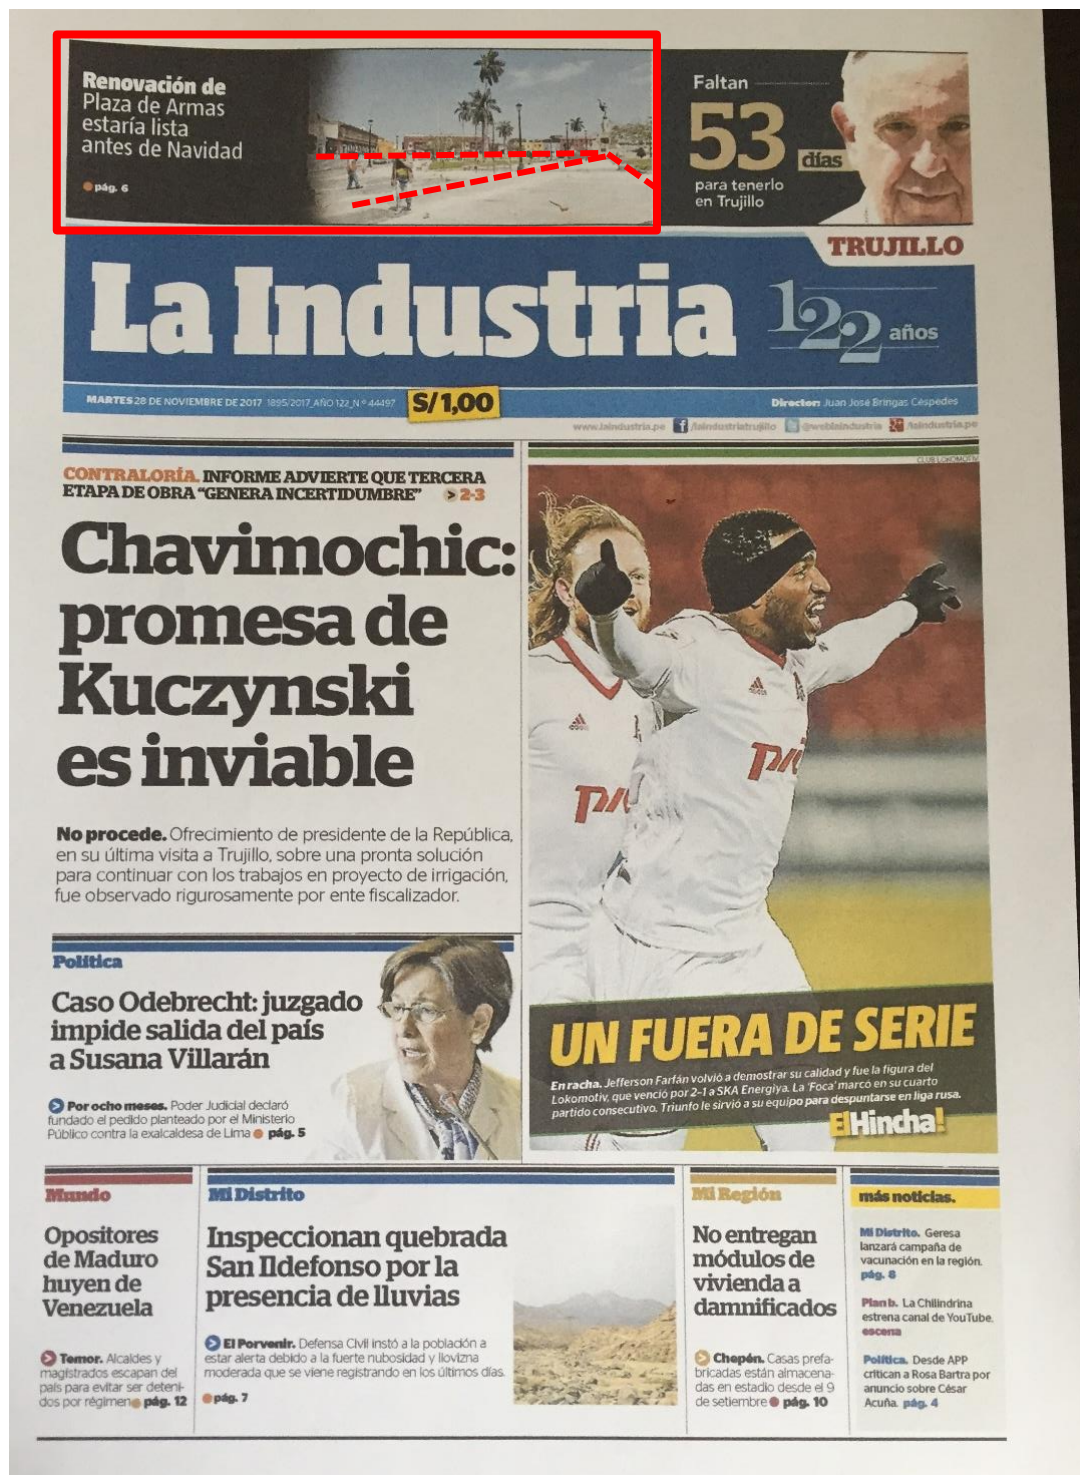 Renovación de
Plaza de Armas
estaría lista
antes de Navidad
pág. 6
Faltan
53
días
para tenerlo
en Trujillo
TRUJILLO
La Industria
122
años
MARTES 28 DE NOVIEMBRE DE 2017 1895/2017_AÑO 122_N.º 44497
S/1,00
Director: Juan José Bringas Céspedes
www.laindustria.pe /laindustriatrujillo @weblaindustria /laindustria.pe
CONTRALORÍA. INFORME ADVIERTE QUE TERCERA
ETAPA DE OBRA “GENERA INCERTIDUMBRE” > 2-3
Chavimochic:
promesa de
Kuczynski
es inviable
No procede. Ofrecimiento de presidente de la República,
en su última visita a Trujillo, sobre una pronta solución
para continuar con los trabajos en proyecto de irrigación,
fue observado rigurosamente por ente fiscalizador.
CLUB LOKOMOTIV
UN FUERA DE SERIE
En racha. Jefferson Farfán volvió a demostrar su calidad y fue la figura del
Lokomotiv, que venció por 2-1 a SKA Energiya. La ‘Foca’ marcó en su cuarto
partido consecutivo. Triunfo le sirvió a su equipo para despuntarse en liga rusa.
El Hincha!
Política
Caso Odebrecht: juzgado
impide salida del país
a Susana Villarán
Por ocho meses. Poder Judicial declaró
fundado el pedido planteado por el Ministerio
Público contra la exalcaldesa de Lima pág. 5
Mundo
Opositores
de Maduro
huyen de
Venezuela
Temor. Alcaldes y
magistrados escapan del
país para evitar ser deteni-
dos por régimen pág. 12
Mi Distrito
Inspeccionan quebrada
San Ildefonso por la
presencia de lluvias
El Porvenir. Defensa Civil instó a la población a
estar alerta debido a la fuerte nubosidad y llovizna
moderada que se viene registrando en los últimos días.
pág. 7
Mi Región
No entregan
módulos de
vivienda a
damnificados
Chepén. Casas prefa-
bricadas están almacena-
das en estadio desde el 9
de setiembre pág. 10
más noticias.
Mi Distrito. Geresa
lanzará campaña de
vacunación en la región.
pág. 8
Plan b. La Chilindrina
estrena canal de YouTube.
escena
Política. Desde APP
critican a Rosa Bartra por
anuncio sobre César
Acuña. pág. 4